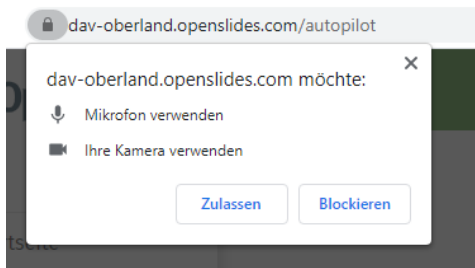 dav-oberland.openslides.com/autopilot
dav-oberland.openslides.com möchte:
Mikrofon verwenden
Ihre Kamera verwenden
Zulassen
Blockieren